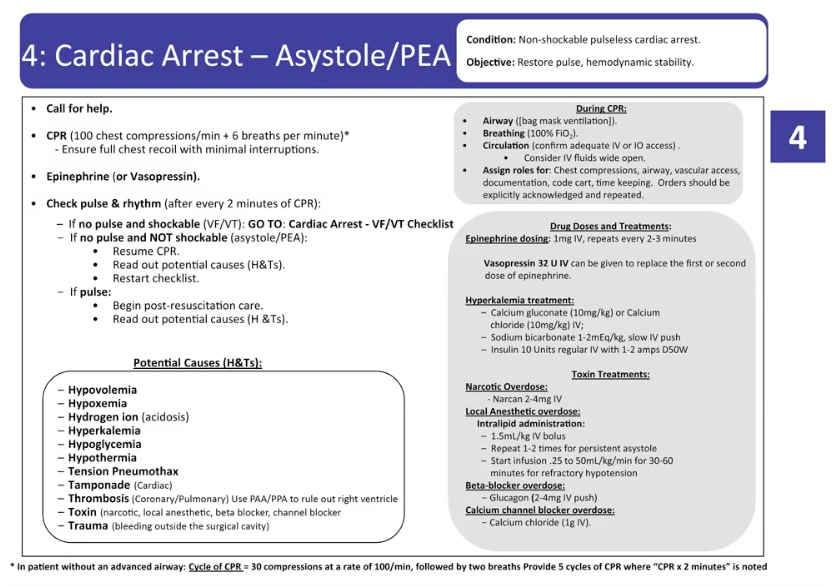 4: Cardiac Arrest – Asystole/PEA
Condition: Non-shockable pulseless cardiac arrest.
Objective: Restore pulse, hemodynamic stability.
4
• Call for help.
• CPR (100 chest compressions/min + 6 breaths per minute)*
- Ensure full chest recoil with minimal interruptions.
• Epinephrine (or Vasopressin).
• Check pulse & rhythm (after every 2 minutes of CPR):
– If no pulse and shockable (VF/VT): GO TO: Cardiac Arrest - VF/VT Checklist
– If no pulse and NOT shockable (asystole/PEA):
• Resume CPR.
• Read out potential causes (H&Ts).
• Restart checklist.
– If pulse:
• Begin post-resuscitation care.
• Read out potential causes (H &Ts).
Potential Causes (H&Ts):
– Hypovolemia
– Hypoxemia
– Hydrogen ion (acidosis)
– Hyperkalemia
– Hypoglycemia
– Hypothermia
– Tension Pneumothax
– Tamponade (Cardiac)
– Thrombosis (Coronary/Pulmonary) Use PAA/PPA to rule out right ventricle
– Toxin (narcotic, local anesthetic, beta blocker, channel blocker
– Trauma (bleeding outside the surgical cavity)
During CPR:
• Airway ([bag mask ventilation]).
• Breathing (100% FiO2).
• Circulation (confirm adequate IV or IO access) .
• Consider IV fluids wide open.
• Assign roles for: Chest compressions, airway, vascular access,
documentation, code cart, time keeping. Orders should be
explicitly acknowledged and repeated.
Drug Doses and Treatments:
Epinephrine dosing: 1mg IV, repeats every 2-3 minutes
Vasopressin 32 U IV can be given to replace the first or second
dose of epinephrine.
Hyperkalemia treatment:
– Calcium gluconate (10mg/kg) or Calcium
chloride (10mg/kg) IV;
– Sodium bicarbonate 1-2mEq/kg, slow IV push
– Insulin 10 Units regular IV with 1-2 amps D50W
Toxin Treatments:
Narcotic Overdose:
- Narcan 2-4mg IV
Local Anesthetic overdose:
Intralipid administration:
– 1.5mL/kg IV bolus
– Repeat 1-2 times for persistent asystole
– Start infusion .25 to 50mL/kg/min for 30-60
minutes for refractory hypotension
Beta-blocker overdose:
– Glucagon (2-4mg IV push)
Calcium channel blocker overdose:
– Calcium chloride (1g IV).
* In patient without an advanced airway: Cycle of CPR = 30 compressions at a rate of 100/min, followed by two breaths Provide 5 cycles of CPR where “CPR x 2 minutes” is noted